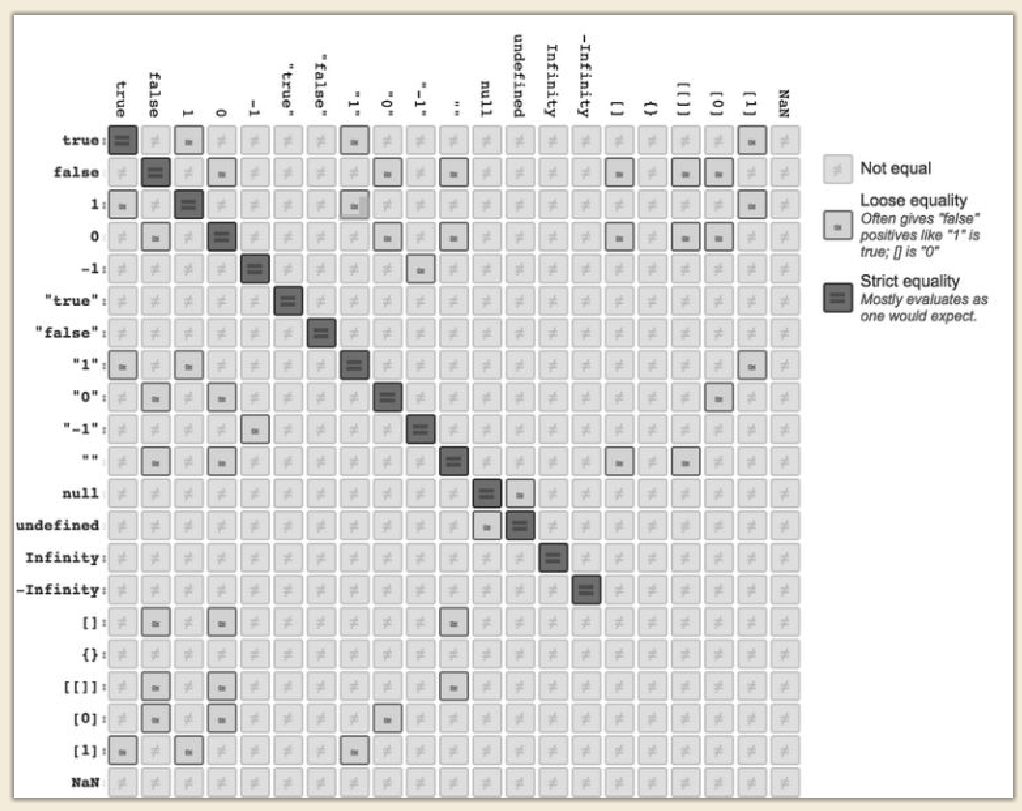 true false 1 0 -1 "true" "false" "1" "0" "-1" "" null undefined Infinity -Infinity [] {} [[]] [0] [1] NaN
true
false
1
0
-1
"true"
"false"
"1"
"0"
"-1"
""
null
undefined
Infinity
-Infinity
[]
{}
[[]]
[0]
[1]
NaN
Not equal
Loose equality
Often gives "false"
positives like "1" is
true; [] is "0"
Strict equality
Mostly evaluates as
one would expect.